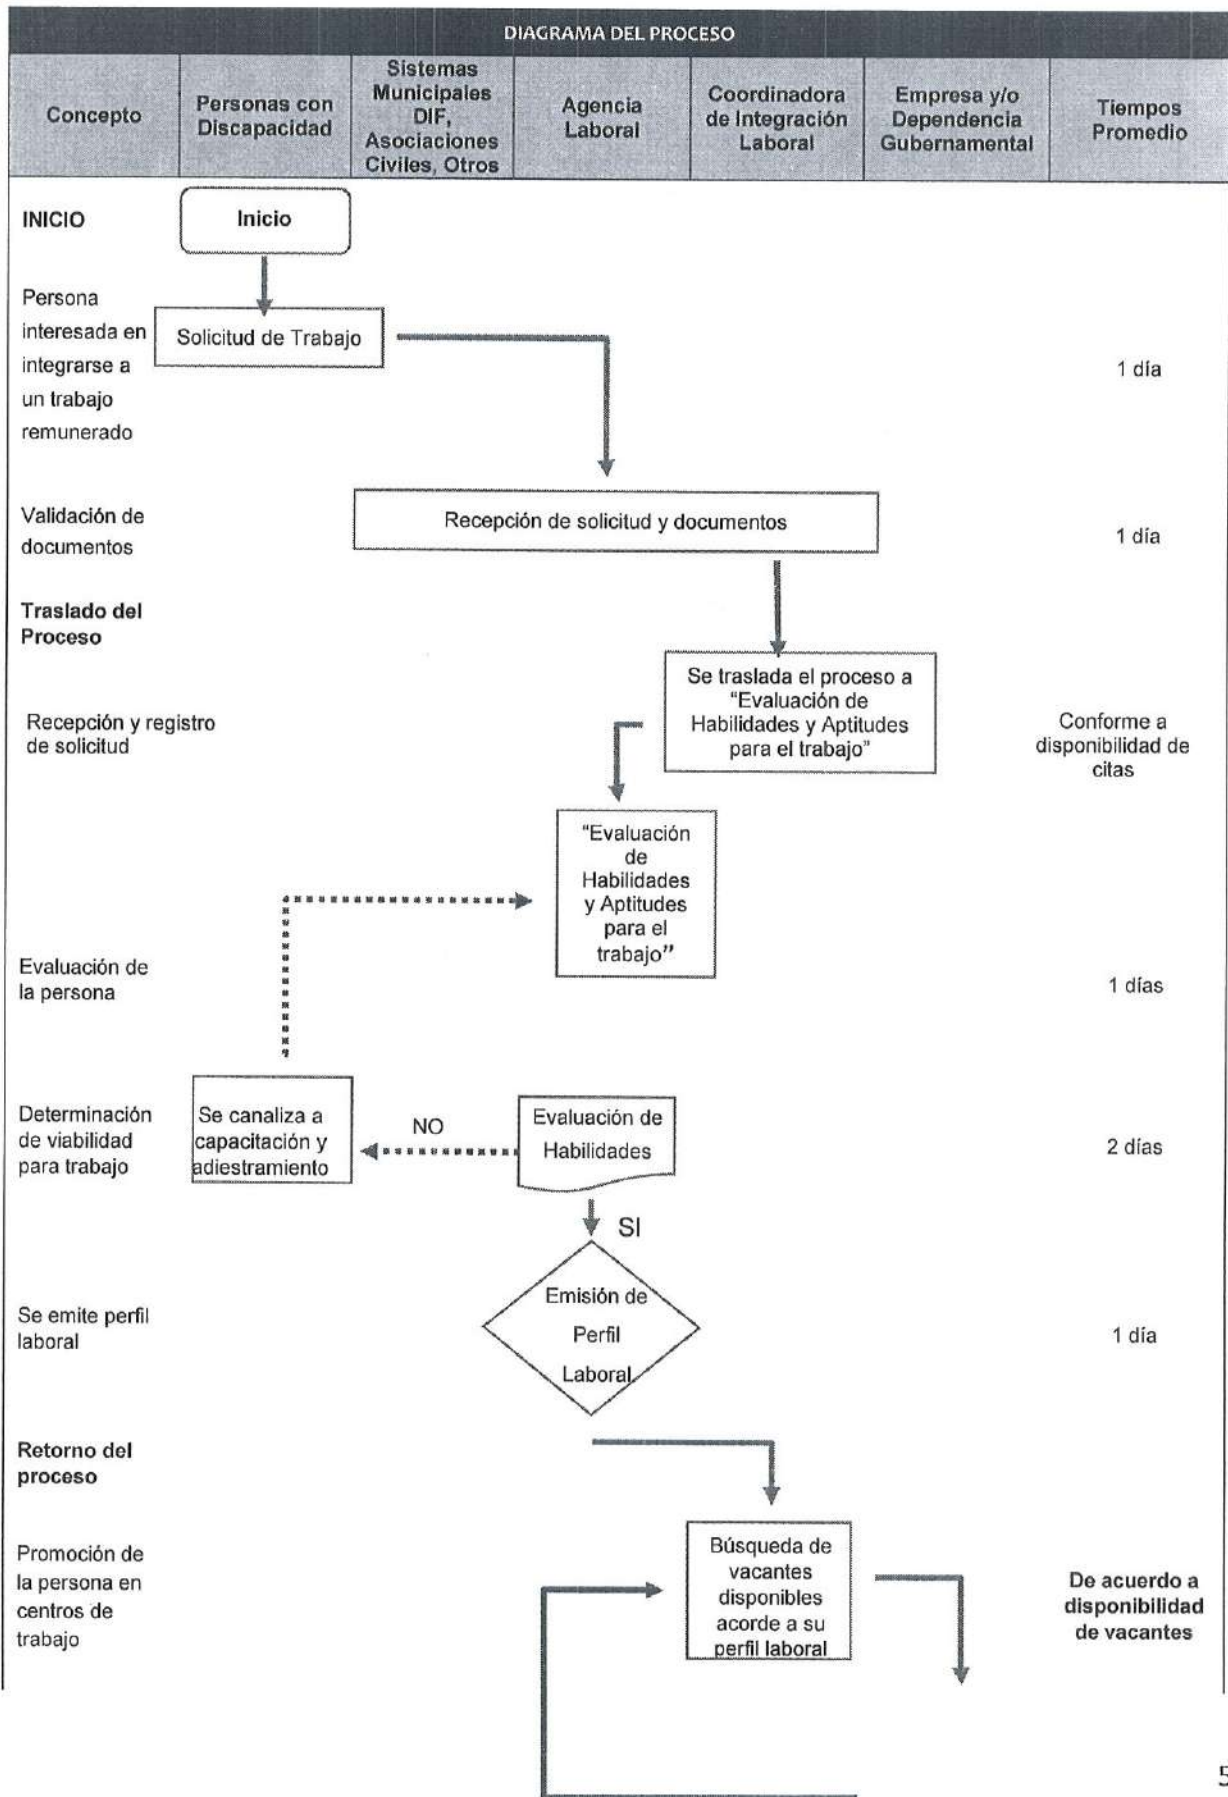 DIAGRAMA DEL PROCESO
Concepto
Personas con
Discapacidad
Sistemas
Municipales
DIF,
Asociaciones
Civiles, Otros
Agencia
Laboral
Coordinadora
de Integración
Laboral
Empresa y/o
Dependencia
Gubernamental
Tiempos
Promedio
INICIO
Inicio
Persona
interesada en
integrarse a
un trabajo
remunerado
Solicitud de Trabajo
1 día
Validación de
documentos
Recepción de solicitud y documentos
1 día
Traslado del
Proceso
Se traslada el proceso a
“Evaluación de
Habilidades y Aptitudes
para el trabajo”
Recepción y registro
de solicitud
Conforme a
disponibilidad de
citas
“Evaluación
de
Habilidades
y Aptitudes
para el
trabajo”
Evaluación de
la persona
1 días
Determinación
de viabilidad
para trabajo
Se canaliza a
capacitación y
adiestramiento
NO
Evaluación de
Habilidades
2 días
SI
Se emite perfil
laboral
Emisión de
Perfil
Laboral
1 día
Retorno del
proceso
Promoción de
la persona en
centros de
trabajo
Búsqueda de
vacantes
disponibles
acorde a su
perfil laboral
De acuerdo a
disponibilidad
de vacantes
5